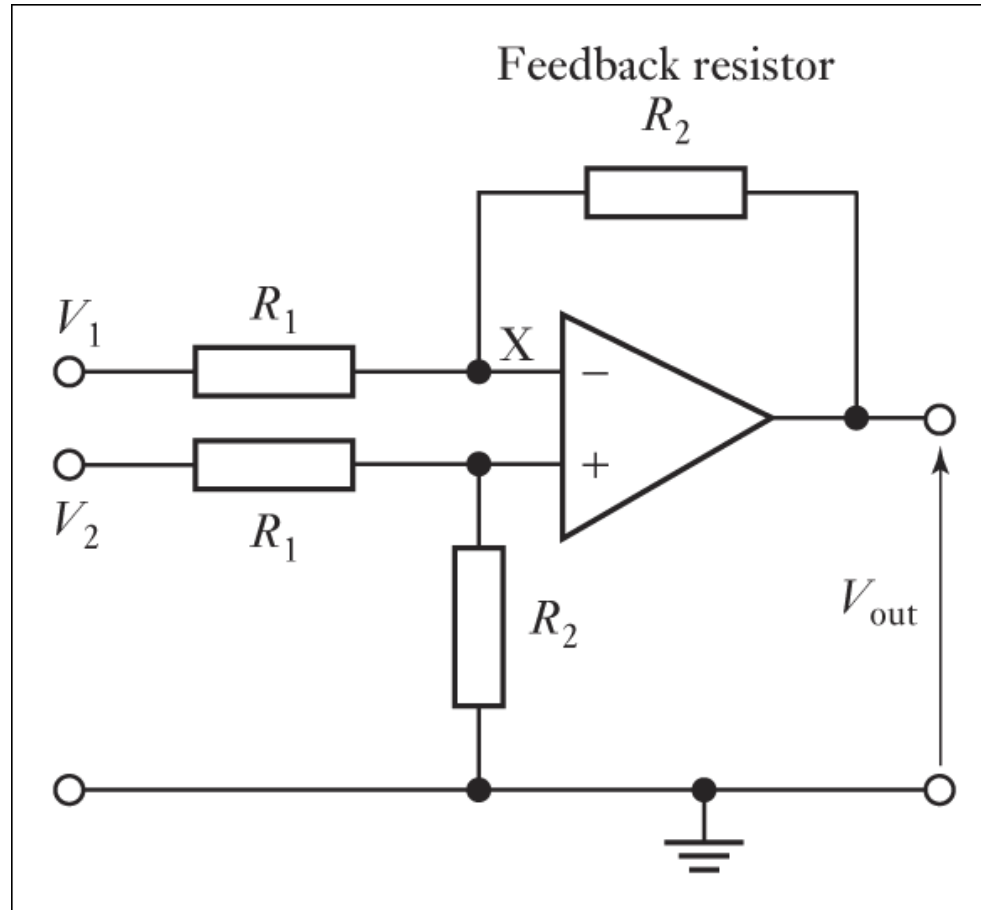 Feedback resistor
R₂
V₁
R₁
X
−
+
V₂
R₁
R₂
Vₒᵤₜ